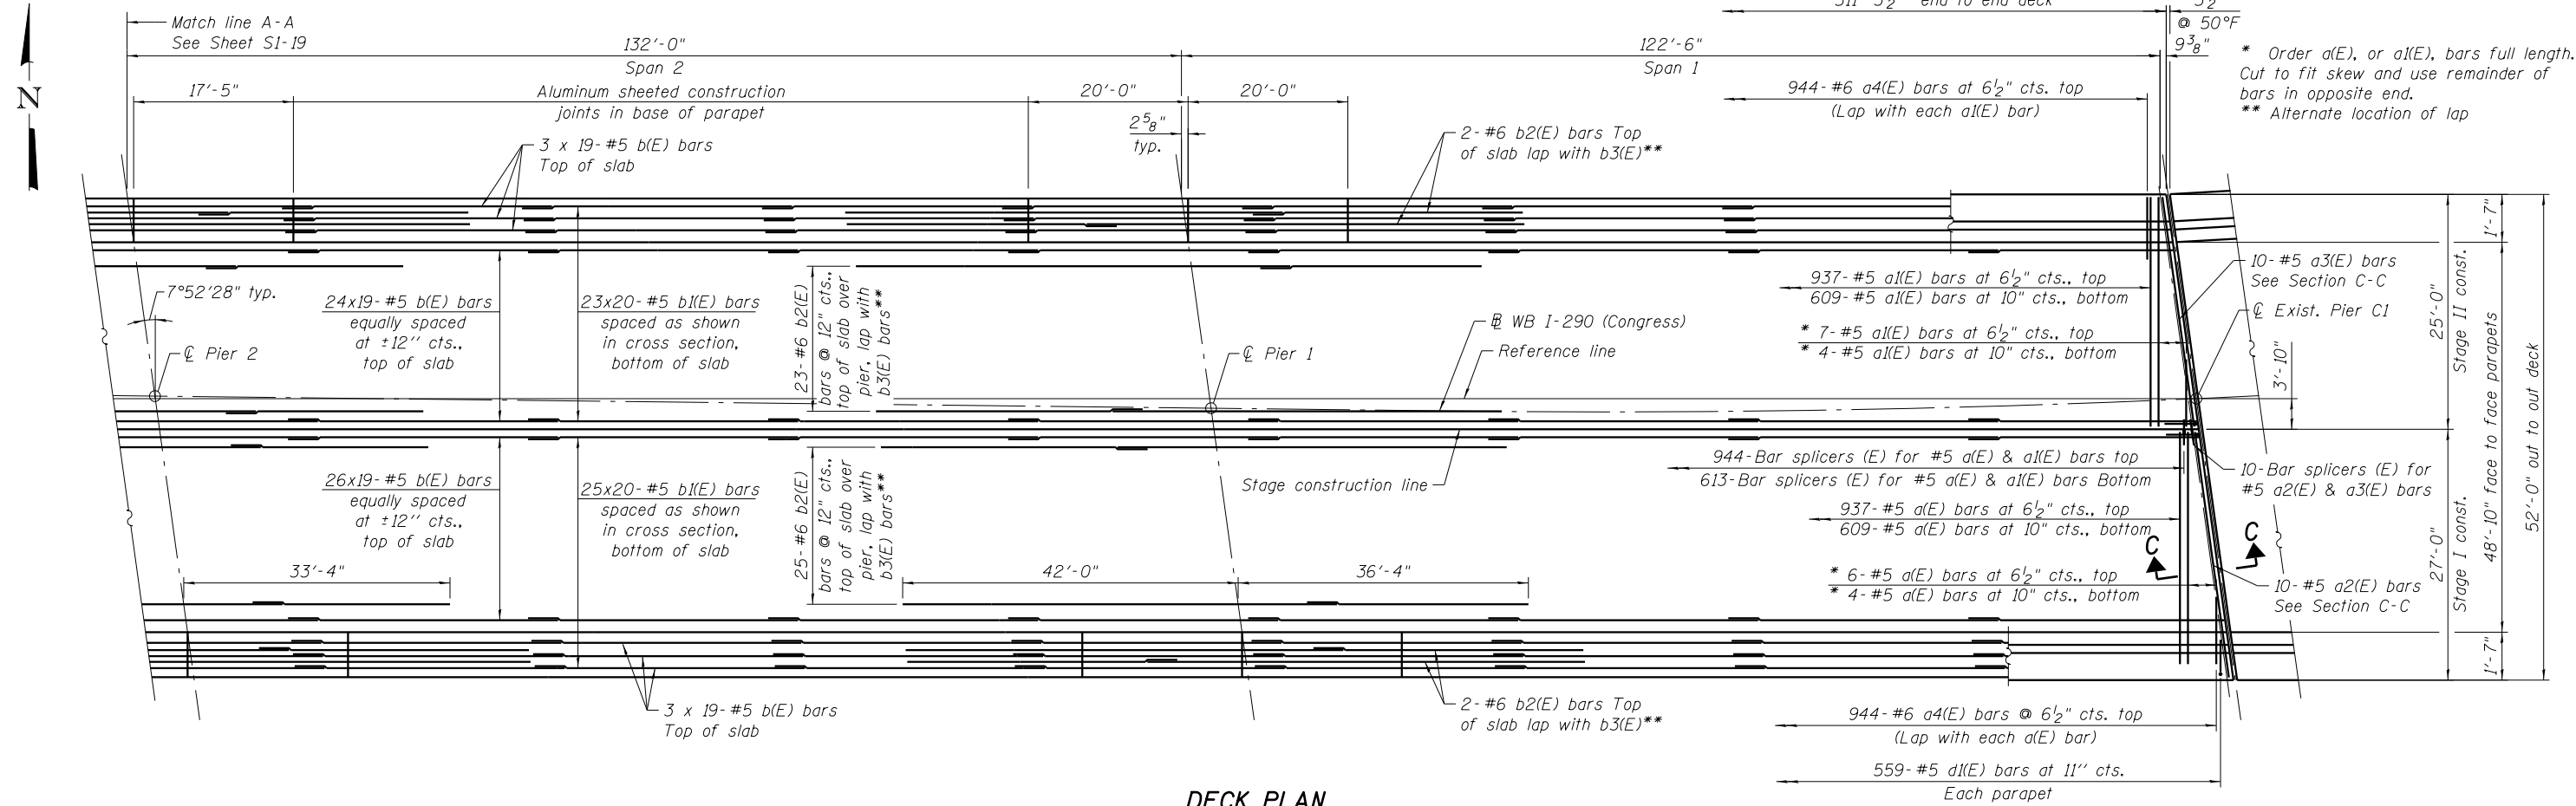 Match line A-A
See Sheet S1-19
N
132'-0"
Span 2
122'-6"
Span 1
end to end deck
@ 50°F
9 3/8"
* Order a(E), or a1(E), bars full length.
Cut to fit skew and use remainder of
bars in opposite end.
** Alternate location of lap
17'-5"
Aluminum sheeted construction
joints in base of parapet
20'-0"
20'-0"
2 5/8"
typ.
944-#6 a4(E) bars at 6 1/2" cts. top
(Lap with each a1(E) bar)
3 x 19-#5 b(E) bars
Top of slab
2-#6 b2(E) bars Top
of slab lap with b3(E)**
7°52'28" typ.
24x19-#5 b(E) bars
equally spaced
at ±12" cts.,
top of slab
23x20-#5 b1(E) bars
spaced as shown
in cross section,
bottom of slab
23-#6 b2(E)
bars @ 12" cts.,
top of slab over
pier, lap with
b3(E) bars**
℄ Pier 2
℄ Pier 1
B WB I-290 (Congress)
Reference line
937-#5 a1(E) bars at 6 1/2" cts., top
609-#5 a1(E) bars at 10" cts., bottom
* 7-#5 a1(E) bars at 6 1/2" cts., top
* 4-#5 a1(E) bars at 10" cts., bottom
10-#5 a3(E) bars
See Section C-C
℄ Exist. Pier C1
3'-10"
25'-0"
Stage II const.
1'-7"
48'-10" face to face parapets
52'-0" out to out deck
26x19-#5 b(E) bars
equally spaced
at ±12" cts.,
top of slab
25x20-#5 b1(E) bars
spaced as shown
in cross section,
bottom of slab
25-#6 b2(E)
bars @ 12" cts.,
top of slab over
pier, lap with
b3(E) bars**
Stage construction line
944-Bar splicers (E) for #5 a(E) & a1(E) bars top
613-Bar splicers (E) for #5 a(E) & a1(E) bars Bottom
10-Bar splicers (E) for
#5 a2(E) & a3(E) bars
937-#5 a(E) bars at 6 1/2" cts., top
609-#5 a(E) bars at 10" cts., bottom
C
C
* 6-#5 a(E) bars at 6 1/2" cts., top
* 4-#5 a(E) bars at 10" cts., bottom
10-#5 a2(E) bars
See Section C-C
27'-0"
Stage I const.
1'-7"
33'-4"
42'-0"
36'-4"
3 x 19-#5 b(E) bars
Top of slab
2-#6 b2(E) bars Top
of slab lap with b3(E)**
944-#6 a4(E) bars @ 6 1/2" cts. top
(Lap with each a(E) bar)
559-#5 d1(E) bars at 11" cts.
Each parapet
DECK PLAN